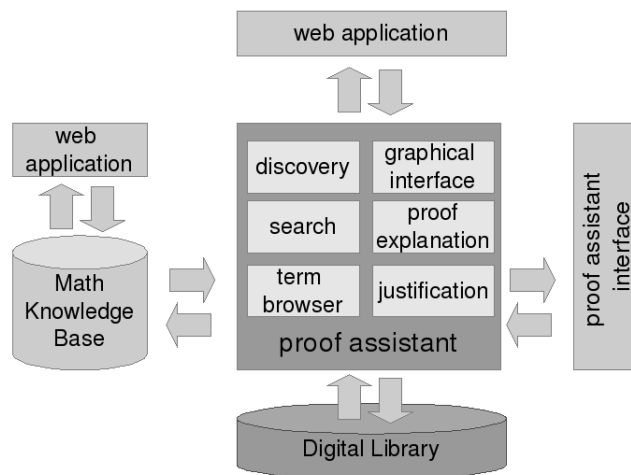 web application
web
application
discovery
graphical
interface
search
proof
explanation
term
browser
justification
proof assistant
Math
Knowledge
Base
proof assistant
interface
Digital Library